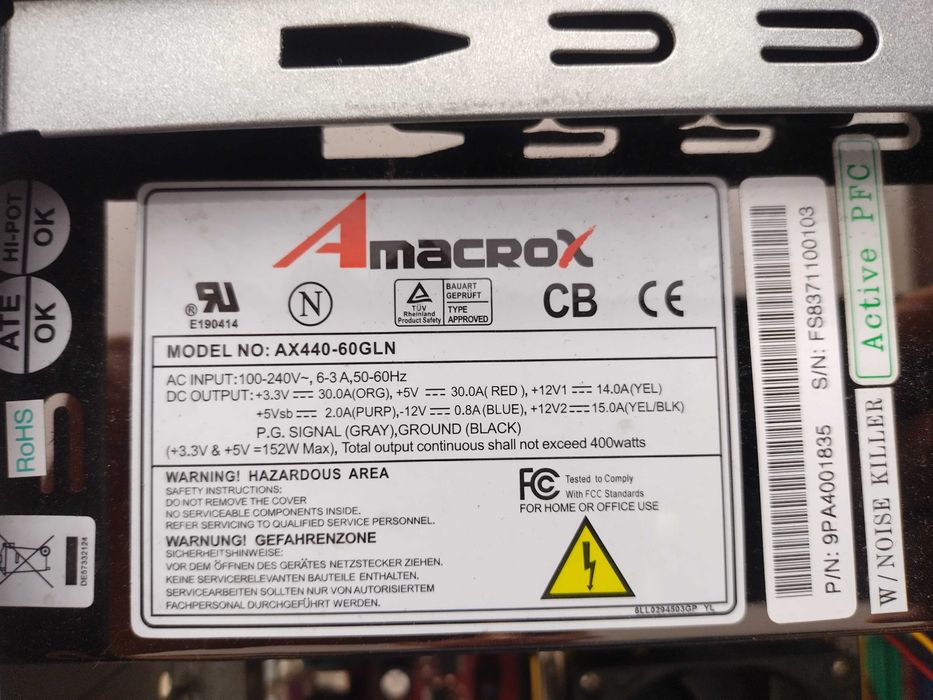 HI-POT
OK
ATE
OK
RoHS
DE57332124
AmacroX
® RU
E190414
N
TÜV
Rheinland
Product Safety
BAUART
GEPRÜFT
TYPE
APPROVED
CB
CE
MODEL NO: AX440-60GLN
AC INPUT:100-240V~, 6-3 A,50-60Hz
DC OUTPUT:+3.3V ⎓ 30.0A(ORG), +5V ⎓ 30.0A( RED ), +12V1 ⎓ 14.0A(YEL)
+5Vsb ⎓ 2.0A(PURP),-12V ⎓ 0.8A(BLUE), +12V2 ⎓ 15.0A(YEL/BLK)
P.G. SIGNAL (GRAY),GROUND (BLACK)
(+3.3V & +5V =152W Max), Total output continuous shall not exceed 400watts
WARNING! HAZARDOUS AREA
SAFETY INSTRUCTIONS:
DO NOT REMOVE THE COVER
NO SERVICEABLE COMPONENTS INSIDE.
REFER SERVICING TO QUALIFIED SERVICE PERSONNEL.
WARNUNG! GEFAHRENZONE
SICHERHEITSHINWEISE:
VOR DEM ÖFFNEN DES GERÄTES NETZSTECKER ZIEHEN.
KEINE SERVICERELEVANTEN BAUTEILE ENTHALTEN.
SERVICEARBEITEN SOLLTEN NUR VON AUTORISIERTEM
FACHPERSONAL DURCHGEFÜHRT WERDEN.
FC
Tested to Comply
With FCC Standards
FOR HOME OR OFFICE USE
8LL0294503GP YL
P/N: 9PAA4001835 S/N: FS8371100103
Active PFC
W/NOISE KILLER